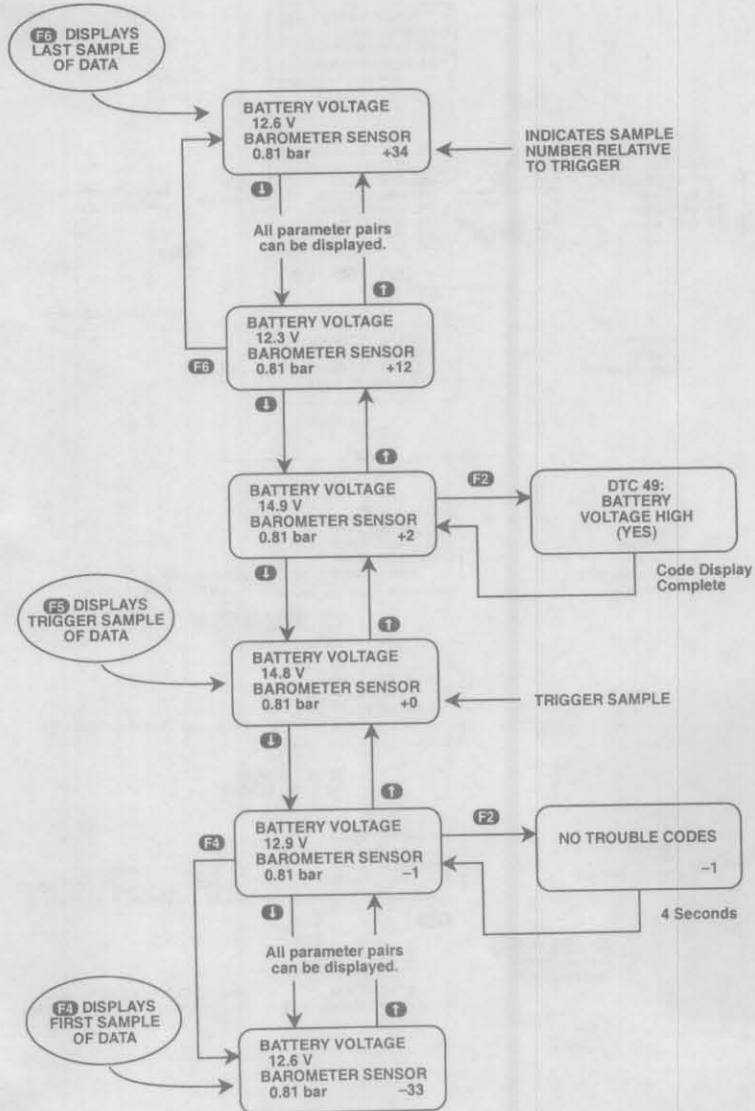 F6 DISPLAYS
LAST SAMPLE
OF DATA
BATTERY VOLTAGE
12.6 V
BAROMETER SENSOR
0.81 bar +34
INDICATES SAMPLE
NUMBER RELATIVE
TO TRIGGER
↓
All parameter pairs
can be displayed.
↑
BATTERY VOLTAGE
12.3 V
BAROMETER SENSOR
0.81 bar +12
F6
↓
↑
BATTERY VOLTAGE
14.9 V
BAROMETER SENSOR
0.81 bar +2
F2
DTC 49:
BATTERY
VOLTAGE HIGH
(YES)
Code Display
Complete
↓
↑
F5 DISPLAYS
TRIGGER SAMPLE
OF DATA
BATTERY VOLTAGE
14.8 V
BAROMETER SENSOR
0.81 bar +0
TRIGGER SAMPLE
↓
↑
BATTERY VOLTAGE
12.9 V
BAROMETER SENSOR
0.81 bar –1
F4
F2
NO TROUBLE CODES
–1
4 Seconds
↓
All parameter pairs
can be displayed.
↑
F4 DISPLAYS
FIRST SAMPLE
OF DATA
BATTERY VOLTAGE
12.6 V
BAROMETER SENSOR
0.81 bar –33